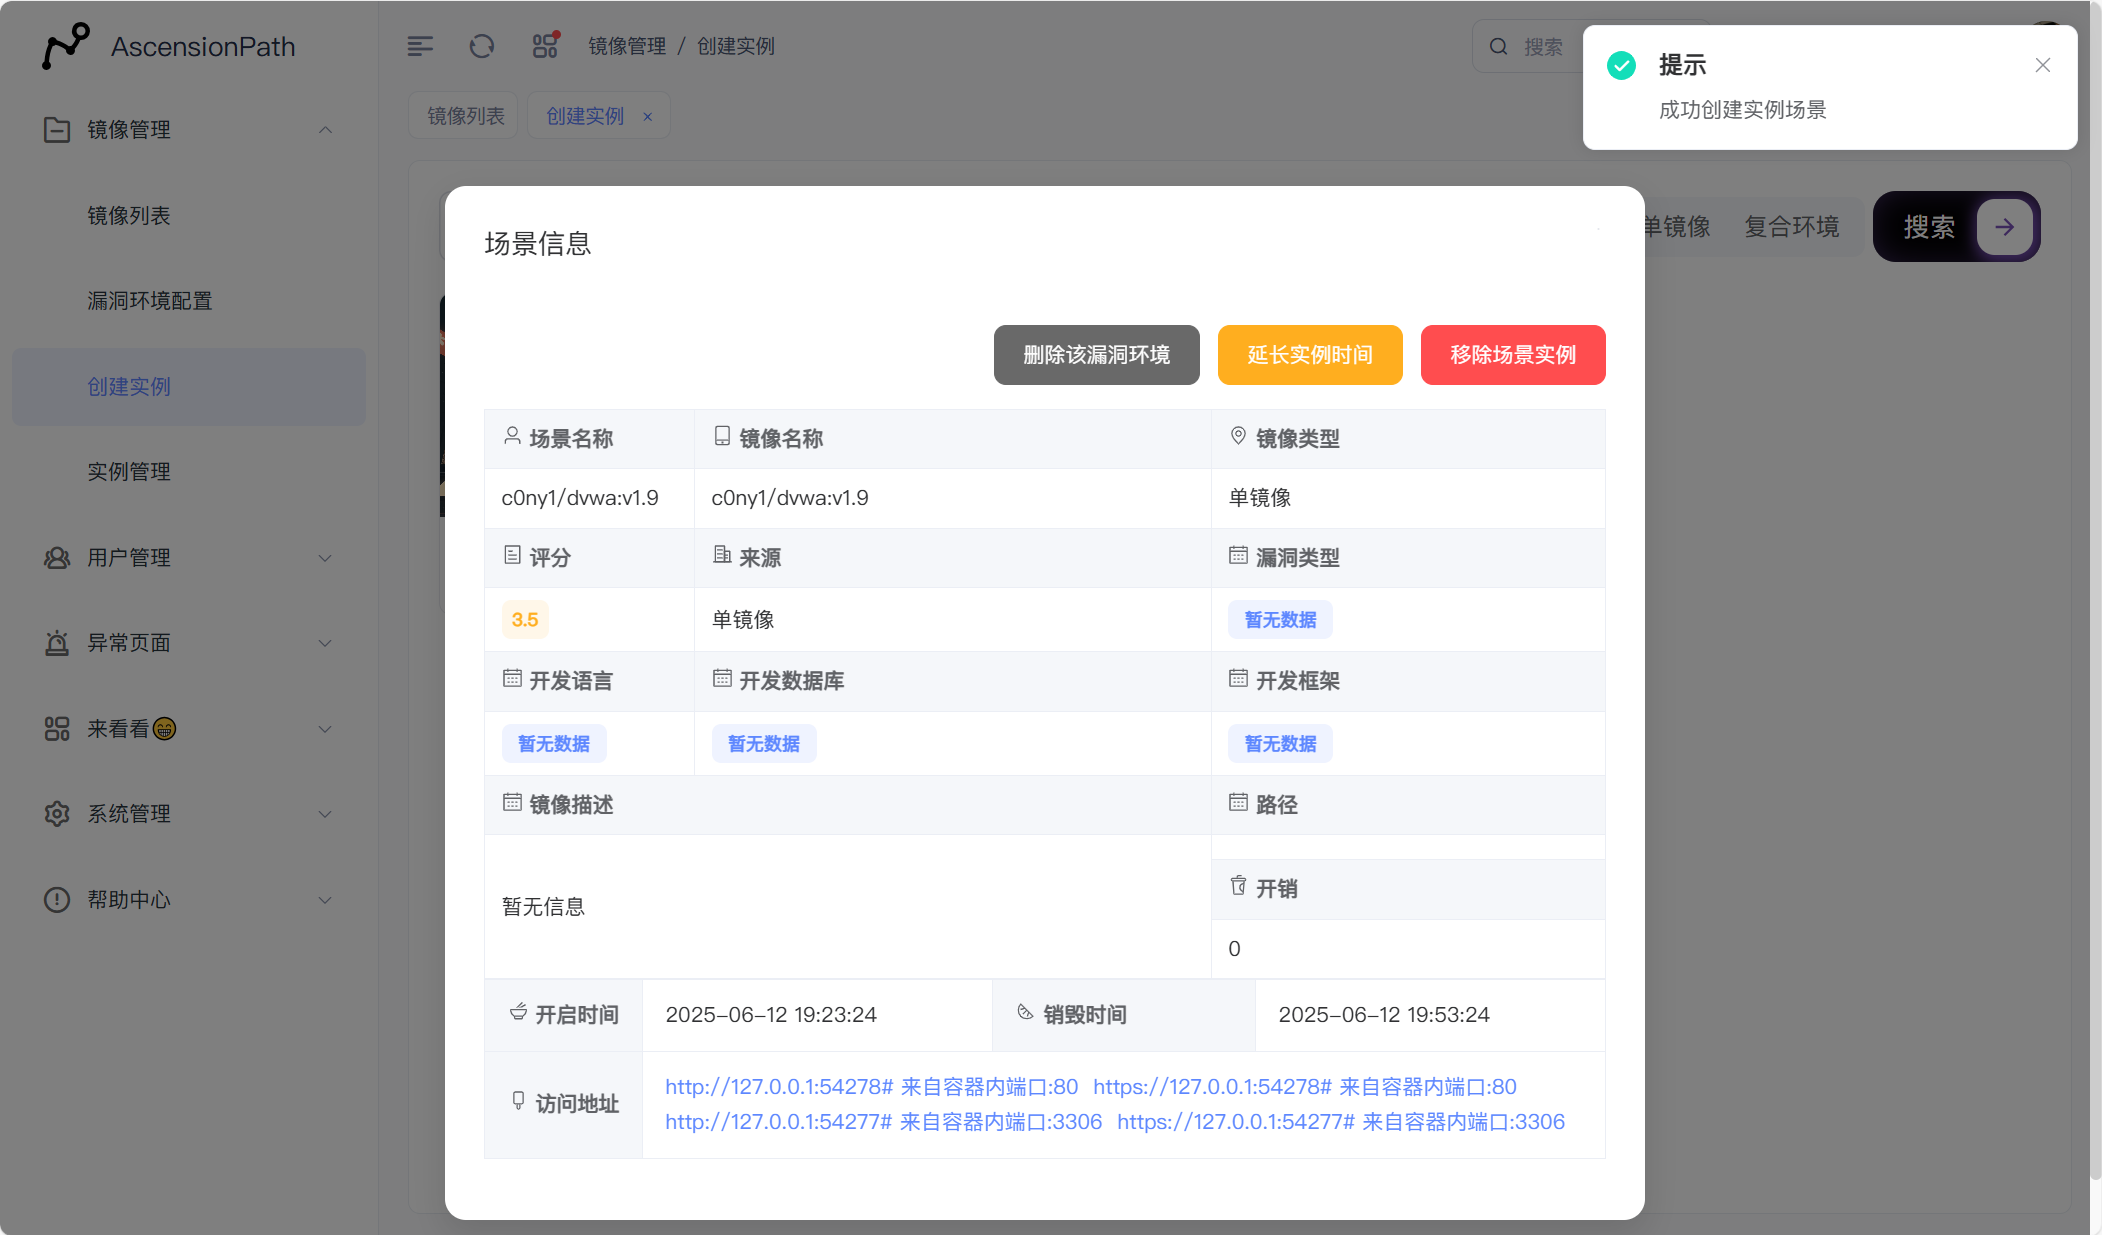 AscensionPath
镜像管理 / 创建实例
搜索
提示
成功创建实例场景
镜像列表
创建实例 ×
镜像管理
镜像列表
漏洞环境配置
创建实例
实例管理
用户管理
异常页面
来看看😁
系统管理
帮助中心
单镜像 复合环境 搜索
场景信息
删除该漏洞环境 延长实例时间 移除场景实例
场景名称 镜像名称 镜像类型
c0ny1/dvwa:v1.9 c0ny1/dvwa:v1.9 单镜像
评分 来源 漏洞类型
3.5 单镜像 暂无数据
开发语言 开发数据库 开发框架
暂无数据 暂无数据 暂无数据
镜像描述 路径
暂无信息
开销
0
开启时间 2025-06-12 19:23:24 销毁时间 2025-06-12 19:53:24
访问地址
http://127.0.0.1:54278# 来自容器内端口:80 https://127.0.0.1:54278# 来自容器内端口:80
http://127.0.0.1:54277# 来自容器内端口:3306 https://127.0.0.1:54277# 来自容器内端口:3306